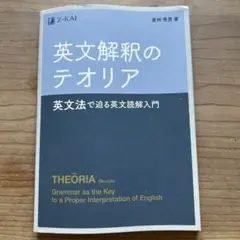 Z-KAI
英文解釈の
テオリア
英文法で迫る英文読解入門
THEŌRIA
Grammar as the Key
to a Proper Interpretation of English